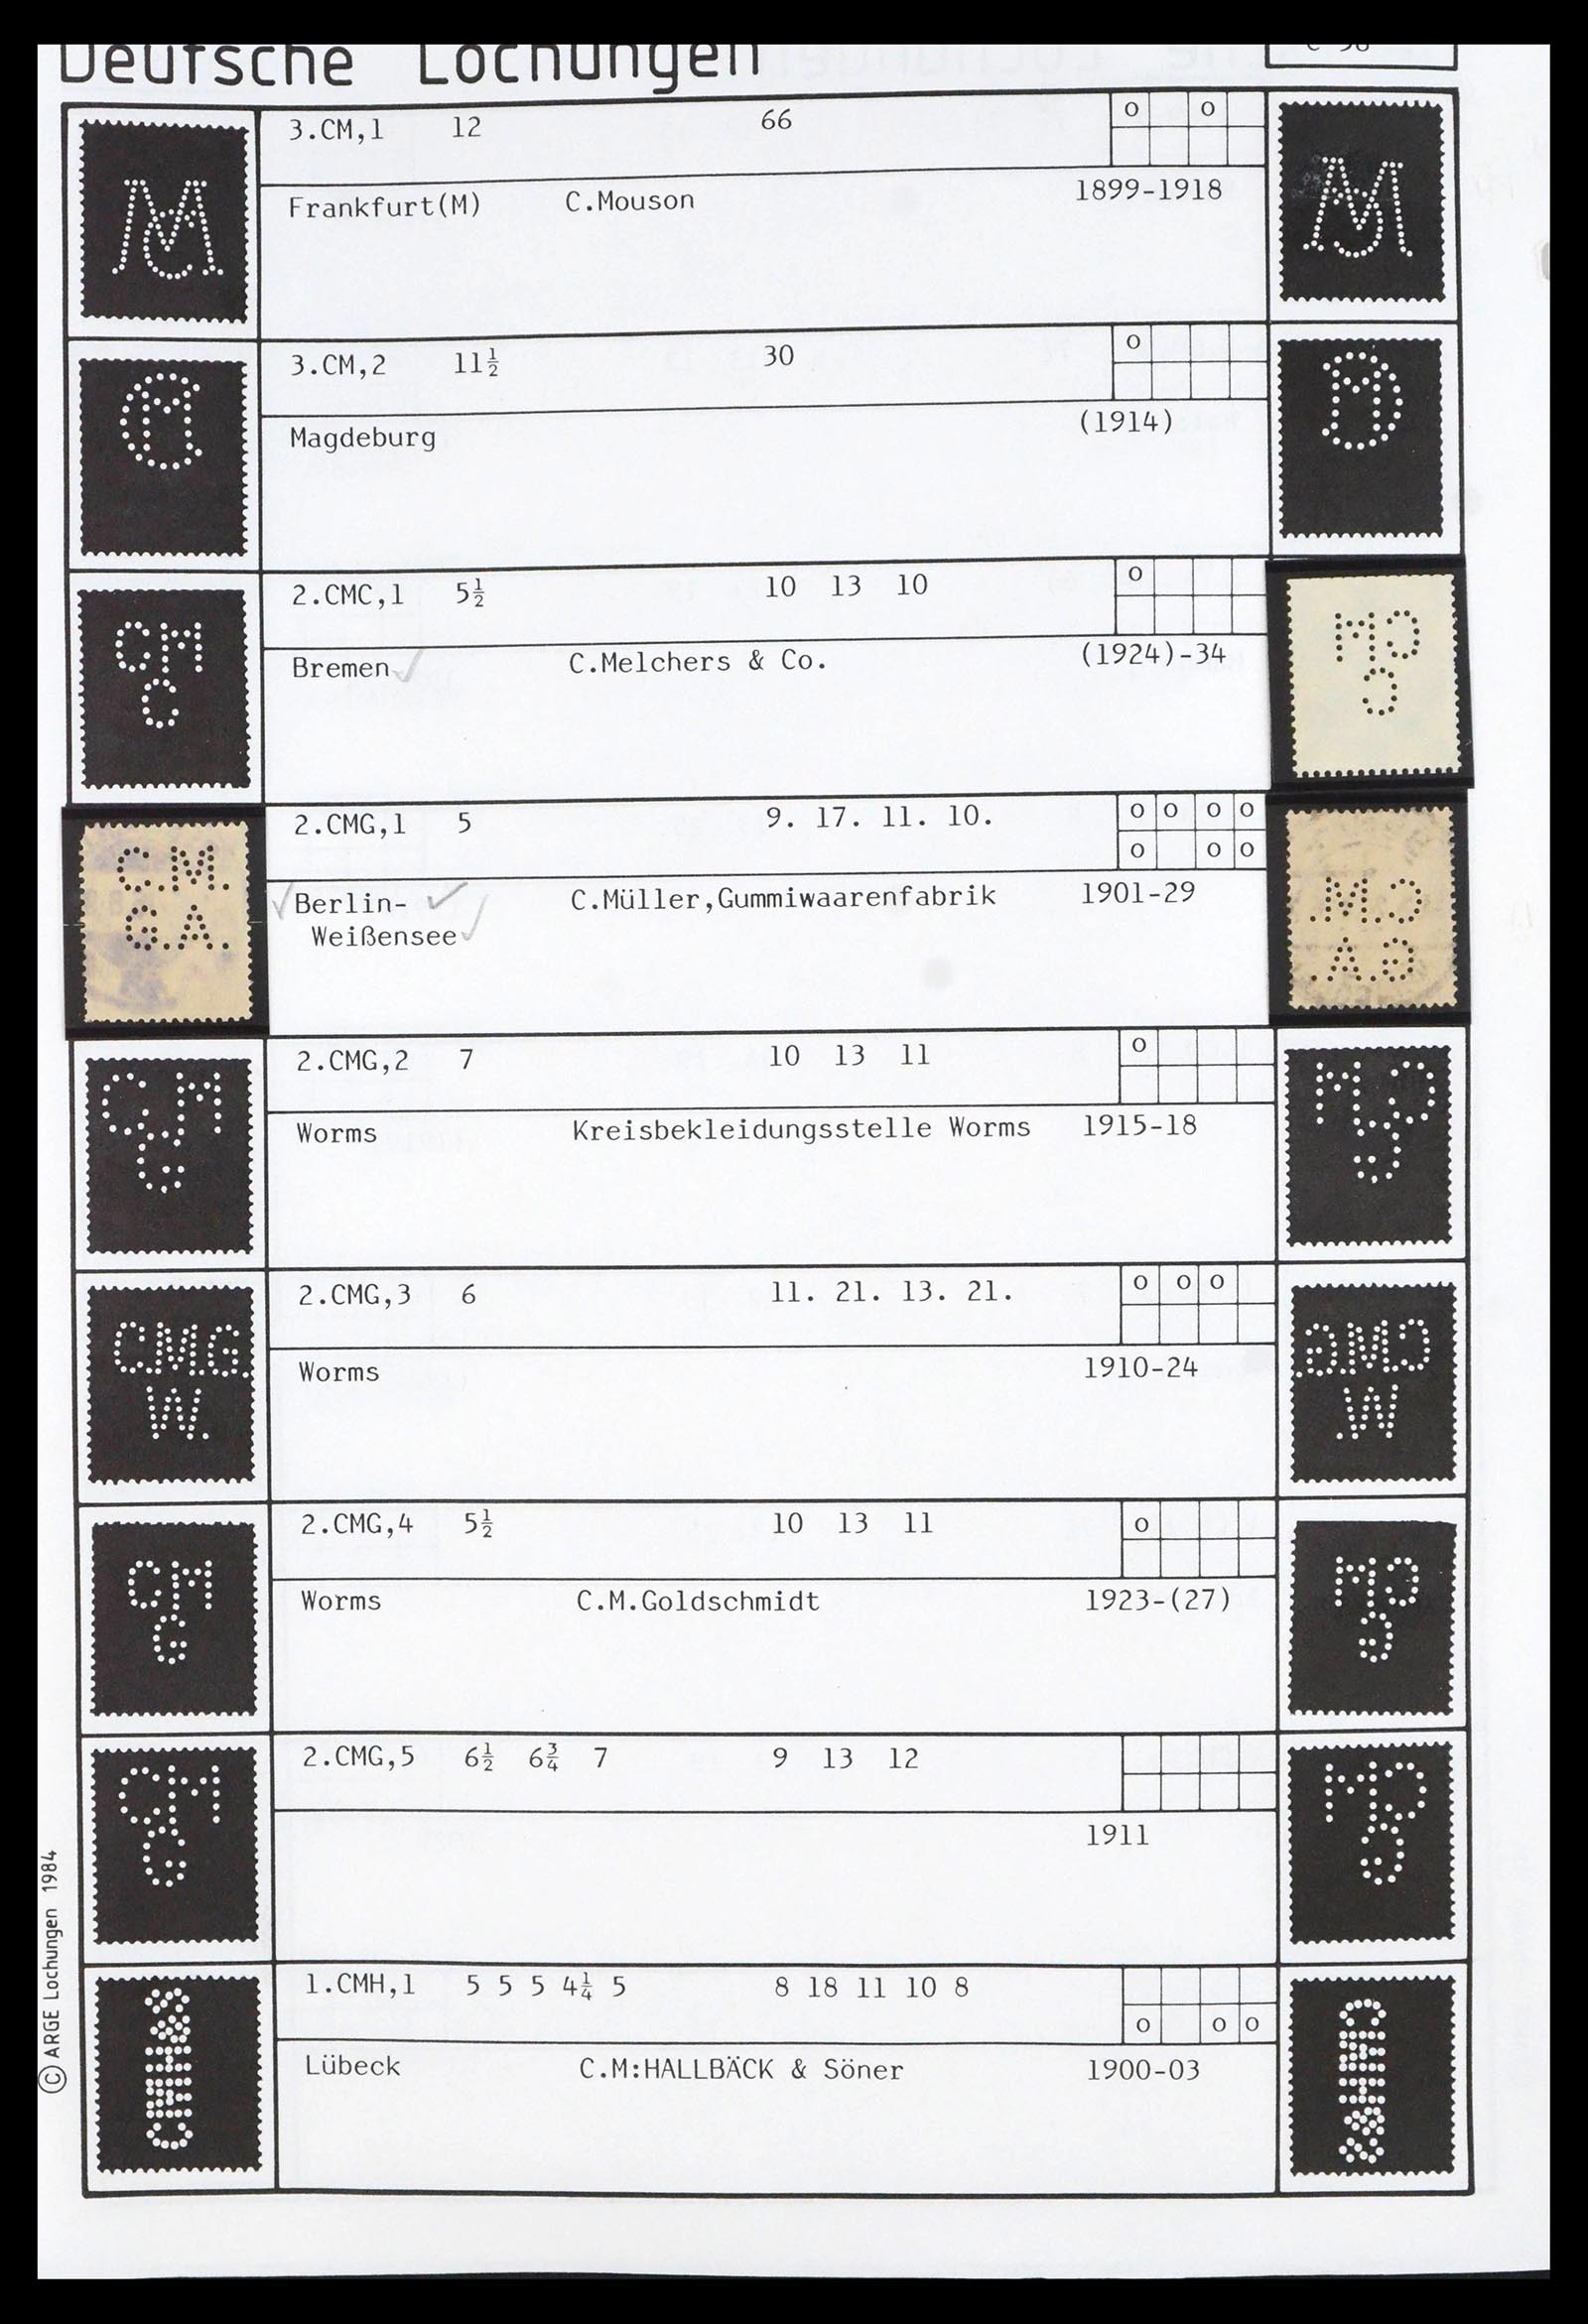 Deutsche Lochungen
3.CM,1 12 66 o o
Frankfurt(M) C.Mouson 1899-1918
3.CM,2 11½ 30 o
Magdeburg (1914)
CM
C
2.CMC,1 5½ 10 13 10 o
Bremen C.Melchers & Co. (1924)-34
C.M.
G.A.
2.CMG,1 5 9. 17. 11. 10. o o o o
o o o
Berlin- C.Müller,Gummiwaarenfabrik 1901-29
Weißensee
CM
G
2.CMG,2 7 10 13 11 o
Worms Kreisbekleidungsstelle Worms 1915-18
C.M.G.
W.
2.CMG,3 6 11. 21. 13. 21. o o o
Worms 1910-24
CM
G
2.CMG,4 5½ 10 13 11 o
Worms C.M.Goldschmidt 1923-(27)
CM
G
2.CMG,5 6½ 6¾ 7 9 13 12
1911
CMH&S
1.CMH,1 5 5 5 4¼ 5 8 18 11 10 8
o o o
Lübeck C.M:HALLBÄCK & Söner 1900-03
© ARGE Lochungen 1984